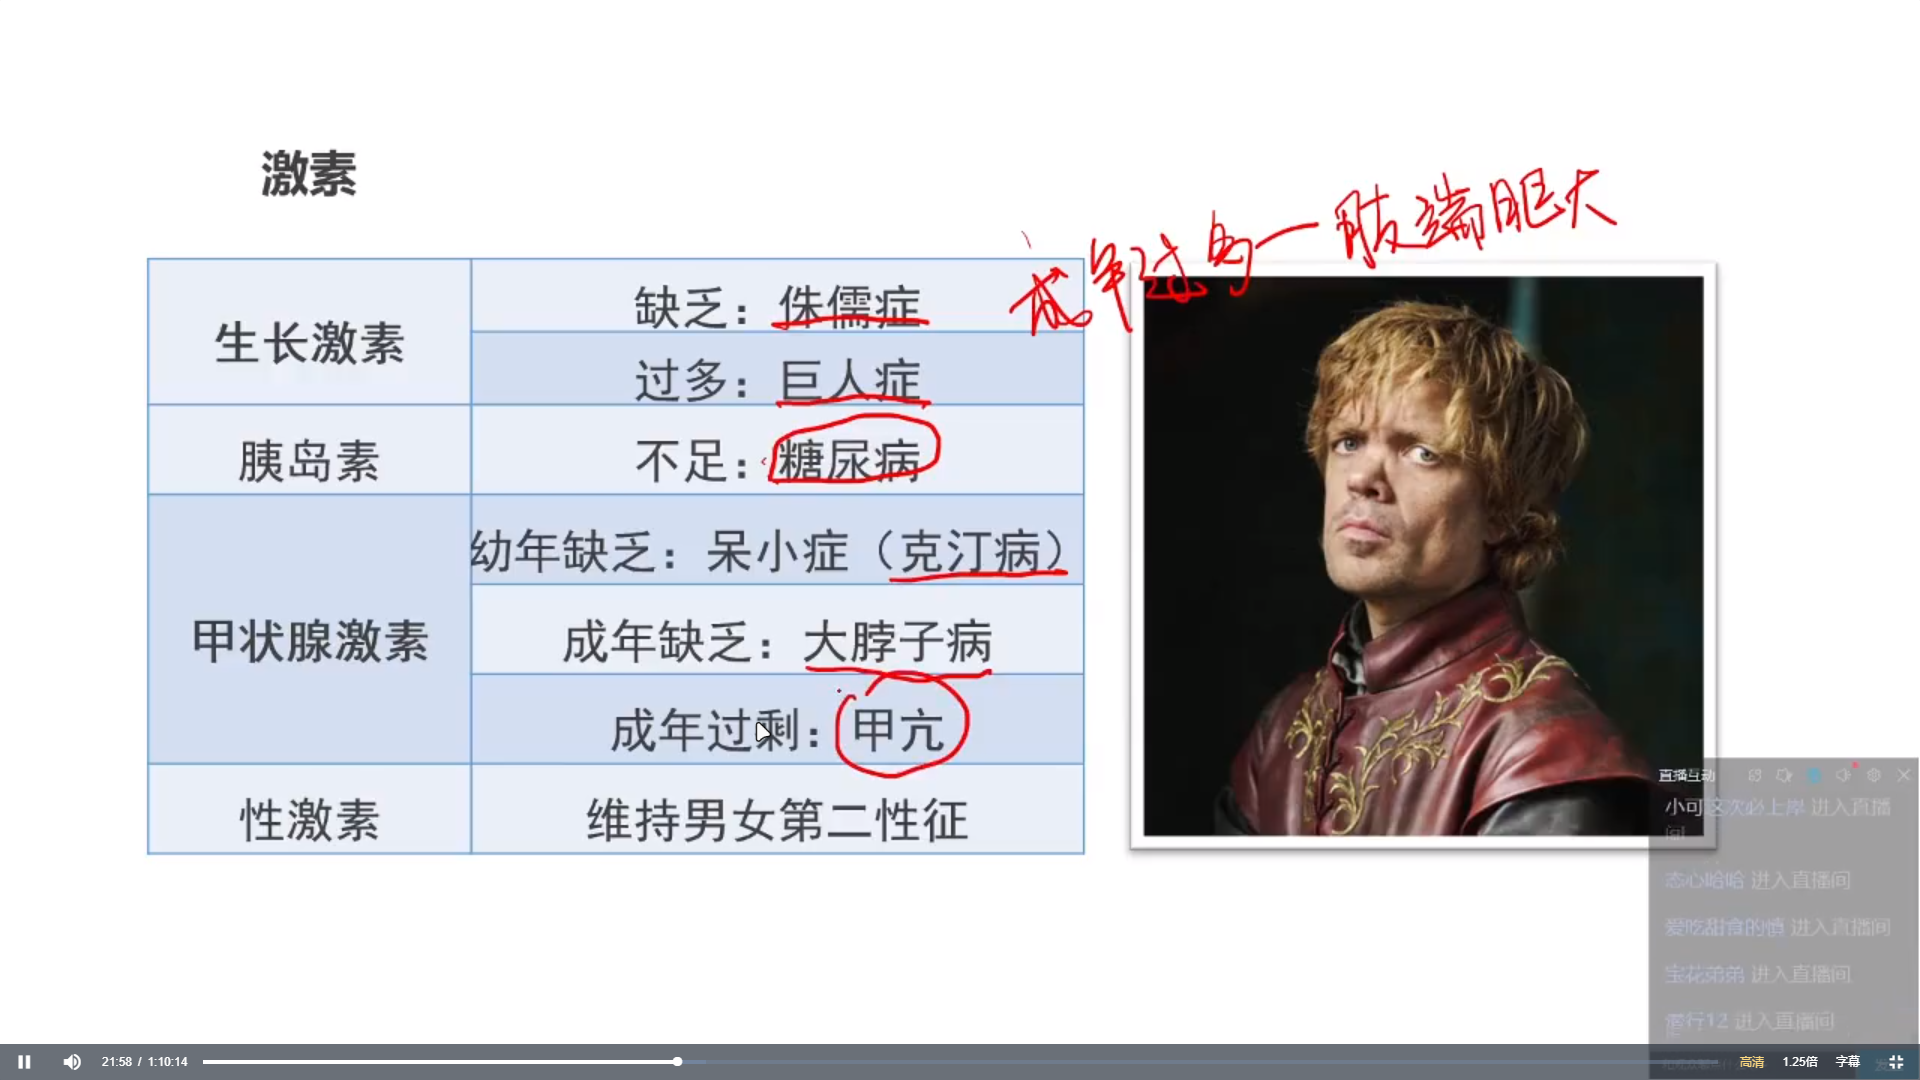 激素
成年过多一肢端肥大
生长激素
缺乏：侏儒症
过多：巨人症
胰岛素
不足：糖尿病
甲状腺激素
幼年缺乏：呆小症（克汀病）
成年缺乏：大脖子病
成年过剩：甲亢
性激素
维持男女第二性征
直播互动
小可这次必上岸 进入直播
间
态心哈哈 进入直播间
爱吃甜食的慎 进入直播间
宝花弟弟 进入直播间
进入直播间
21:58 / 1:10:14
高清
1.25倍
字幕